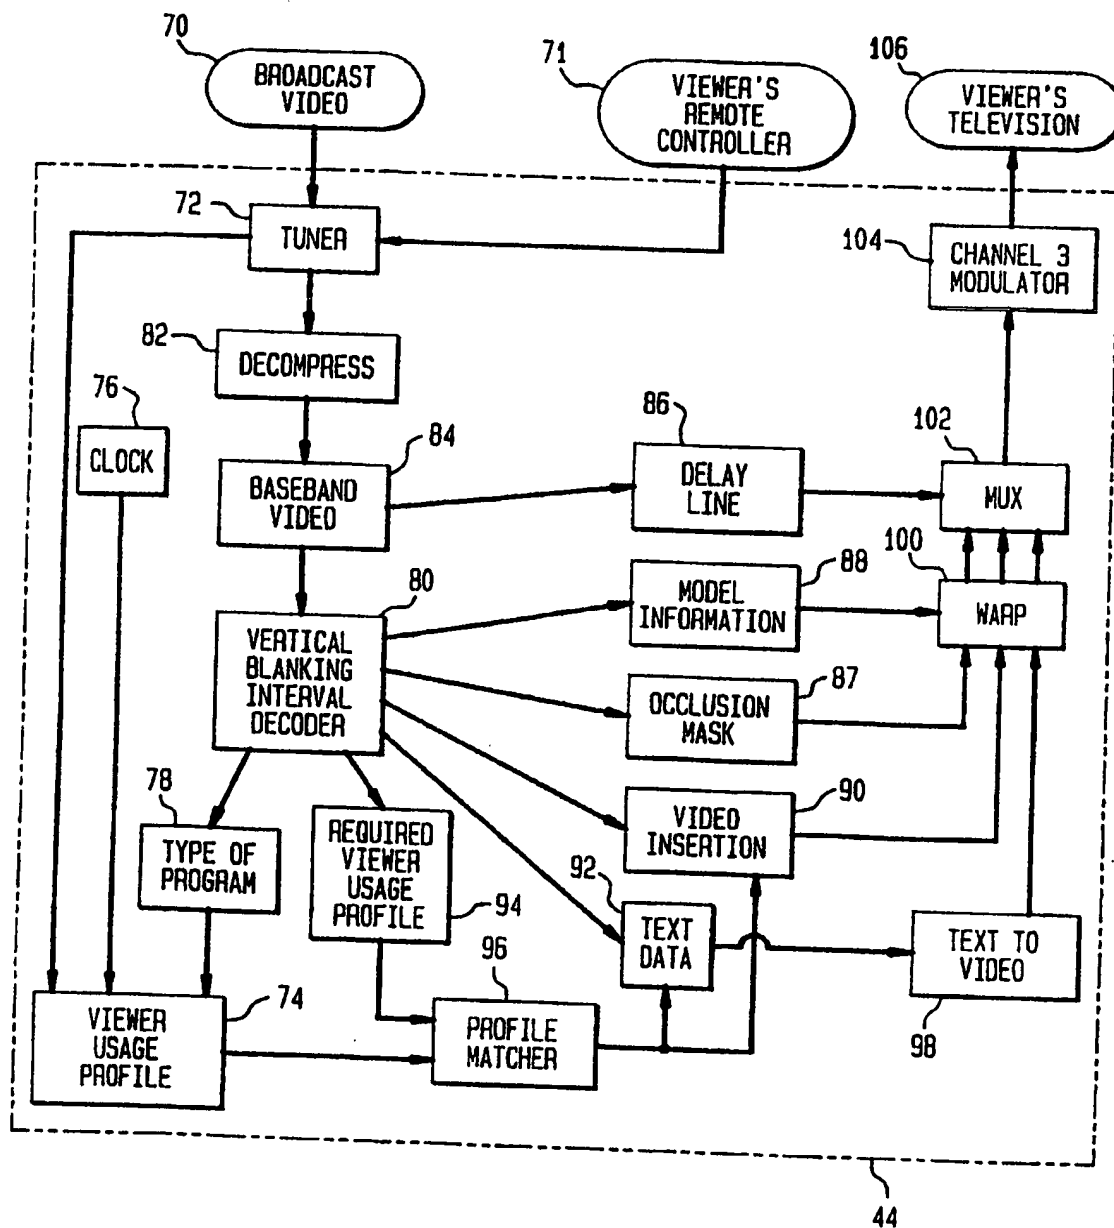 70
BROADCAST
VIDEO
71
VIEWER'S
REMOTE
CONTROLLER
106
VIEWER'S
TELEVISION
72
TUNER
104
CHANNEL 3
MODULATOR
82
DECOMPRESS
76
CLOCK
84
BASEBAND
VIDEO
86
DELAY
LINE
102
MUX
80
VERTICAL
BLANKING
INTERVAL
DECODER
88
MODEL
INFORMATION
100
WARP
87
OCCLUSION
MASK
78
TYPE OF
PROGRAM
REQUIRED
VIEWER
USAGE
PROFILE
94
90
VIDEO
INSERTION
92
TEXT
DATA
TEXT TO
VIDEO
98
74
VIEWER
USAGE
PROFILE
96
PROFILE
MATCHER
44